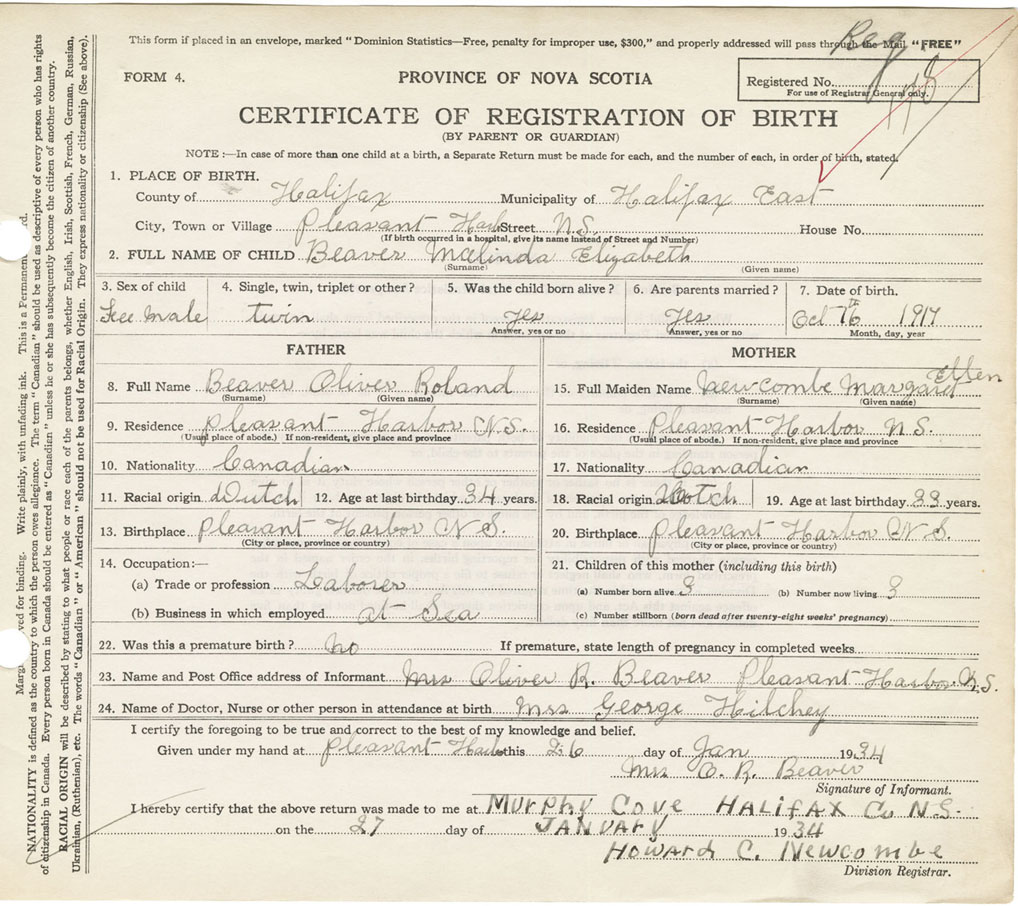 This form if placed in an envelope, marked "Dominion Statistics—Free, penalty for improper use, $300," and properly addressed will pass through the Mail "FREE"
Reg
FORM 4.
PROVINCE OF NOVA SCOTIA
Registered No.
For use of Registrar General only.
CERTIFICATE OF REGISTRATION OF BIRTH
(BY PARENT OR GUARDIAN)
NOTE:—In case of more than one child at a birth, a Separate Return must be made for each, and the number of each, in order of birth, stated.
1. PLACE OF BIRTH.
County of Halifax Municipality of Halifax East
City, Town or Village Pleasant Har Street N.S. House No.
(If birth occurred in a hospital, give its name instead of Street and Number)
2. FULL NAME OF CHILD Beaver Malinda Elizabeth
(Surname) (Given name)
3. Sex of child 4. Single, twin, triplet or other? 5. Was the child born alive? 6. Are parents married? 7. Date of birth.
Fee male twin yes yes Oct 16th 1917
Answer, yes or no Answer, yes or no Month, day, year
FATHER MOTHER
8. Full Name Beaver Oliver Roland 15. Full Maiden Name Newcombe Margaret Ellen
(Surname) (Given name) (Surname) (Given name)
9. Residence Pleasant Harbor N.S. 16. Residence Pleasant Harbor N.S.
(Usual place of abode.) If non-resident, give place and province (Usual place of abode.) If non-resident, give place and province
10. Nationality Canadian 17. Nationality Canadian
11. Racial origin Dutch 12. Age at last birthday 34 years. 18. Racial origin 19. Age at last birthday 33 years.
13. Birthplace Pleasant Harbor N S. 20. Birthplace Pleasant Harbor N.S.
(City or place, province or country) (City or place, province or country)
14. Occupation:— 21. Children of this mother (including this birth)
(a) Trade or profession Laborer (a) Number born alive 3 (b) Number now living 3
(b) Business in which employed at Sea (c) Number stillborn (born dead after twenty-eight weeks' pregnancy)
22. Was this a premature birth? no If premature, state length of pregnancy in completed weeks
23. Name and Post Office address of Informant Mrs Oliver R. Beaver Pleasant Harbor N.S.
24. Name of Doctor, Nurse or other person in attendance at birth Mrs George Hilchey
I certify the foregoing to be true and correct to the best of my knowledge and belief.
Given under my hand at Pleasant Harb this 26 day of Jan 1934
Mrs O. R. Beaver
Signature of Informant.
I hereby certify that the above return was made to me at Murphy Cove HALIFAX Co N.S.
on the 27 day of JANUARY 1934
Howard C. Newcombe
Division Registrar.
Write plainly, with unfading ink. This is a Permanent
NATIONALITY is defined as the country to which the person owes allegiance. The term "Canadian" should be used as descriptive of every person who has rights
of citizenship in Canada. Every person born in Canada should be entered as "Canadian" unless he or she has subsequently become the citizen of another country.
RACIAL ORIGIN will be described by stating to what people or race each of the parents belongs, whether English, Irish, Scottish, French, German, Russian,
Ukrainian, (Ruthenian), etc. The words "Canadian" or "American" should not be used for Racial Origin. They express nationality or citizenship (See above).